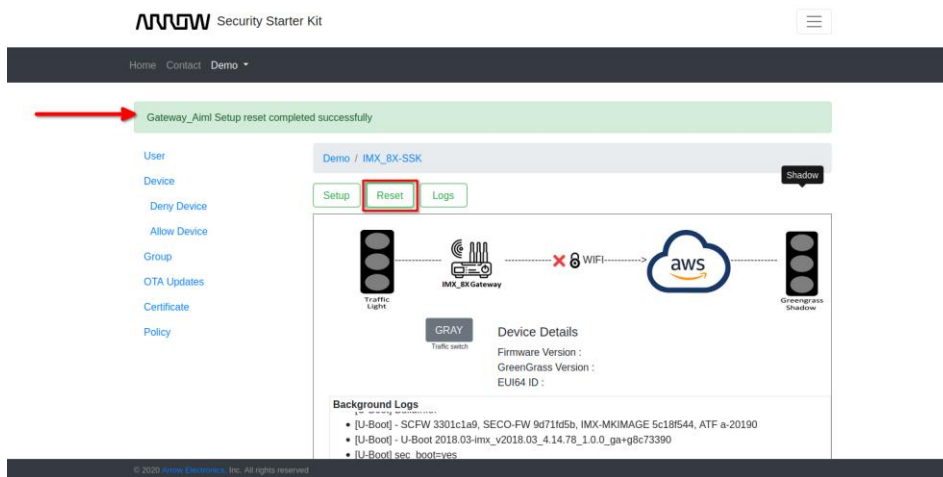 ARROW Security Starter Kit
Home Contact Demo
Gateway_Aiml Setup reset completed successfully
User
Device
Deny Device
Allow Device
Group
OTA Updates
Certificate
Policy
Demo / IMX_8X-SSK
Shadow
Setup Reset Logs
Traffic
Light
IMX_8X Gateway
WIFI
aws
Greengrass
Shadow
GRAY
Traffic switch
Device Details
Firmware Version :
GreenGrass Version :
EUI64 ID :
Background Logs
[U-Boot] - SCFW 3301c1a9, SECO-FW 9d71fd5b, IMX-MKIMAGE 5c18f544, ATF a-20190
[U-Boot] - U-Boot 2018.03-imx_v2018.03_4.14.78_1.0.0_ga+g8c73390
[U-Boot] sec_boot=yes
© 2020 Arrow Electronics, Inc. All rights reserved